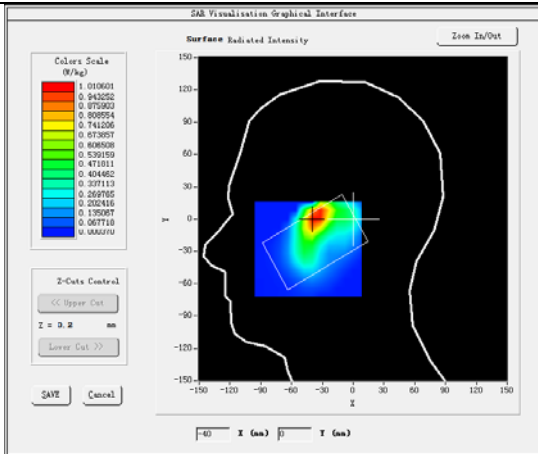 SAR Visualisation Graphical Interface
Surface Radiated Intensity
Zoom In/Out
Colors Scale
(W/kg)
1.010601
0.943252
0.875903
0.808554
0.741206
0.673857
0.606508
0.539159
0.471811
0.404462
0.337113
0.269765
0.202416
0.135067
0.067718
0.000370
Z-Cuts Control
<< Upper Cut
Z = 3.2 mm
Lower Cut >>
SAVE
Cancel
150
120
90
60
30
0
-30
-60
-90
-120
-150
Y
-150 -120 -90 -60 -30 0 30 60 90 120 150
X
-40 X (mm) 0 Y (mm)